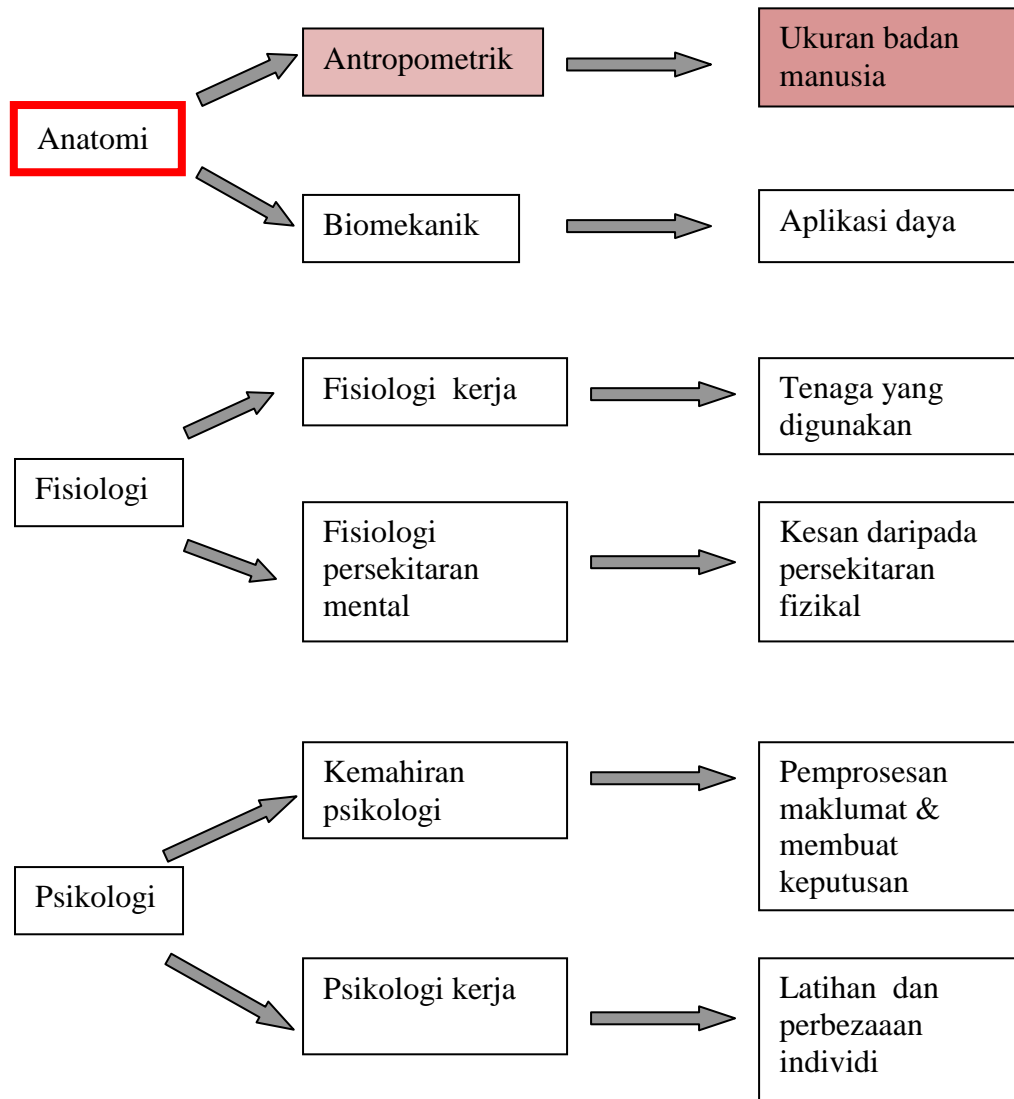 Anatomi
Antropometrik
Ukuran badan
manusia
Biomekanik
Aplikasi daya
Fisiologi
Fisiologi kerja
Tenaga yang
digunakan
Fisiologi
persekitaran
mental
Kesan daripada
persekitaran
fizikal
Psikologi
Kemahiran
psikologi
Pemprosesan
maklumat &
membuat
keputusan
Psikologi kerja
Latihan dan
perbezaaan
individi